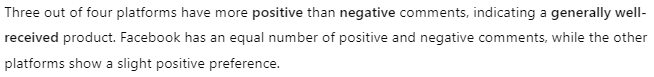 Three out of four platforms have more positive than negative comments, indicating a generally well-
received product. Facebook has an equal number of positive and negative comments, while the other
platforms show a slight positive preference.